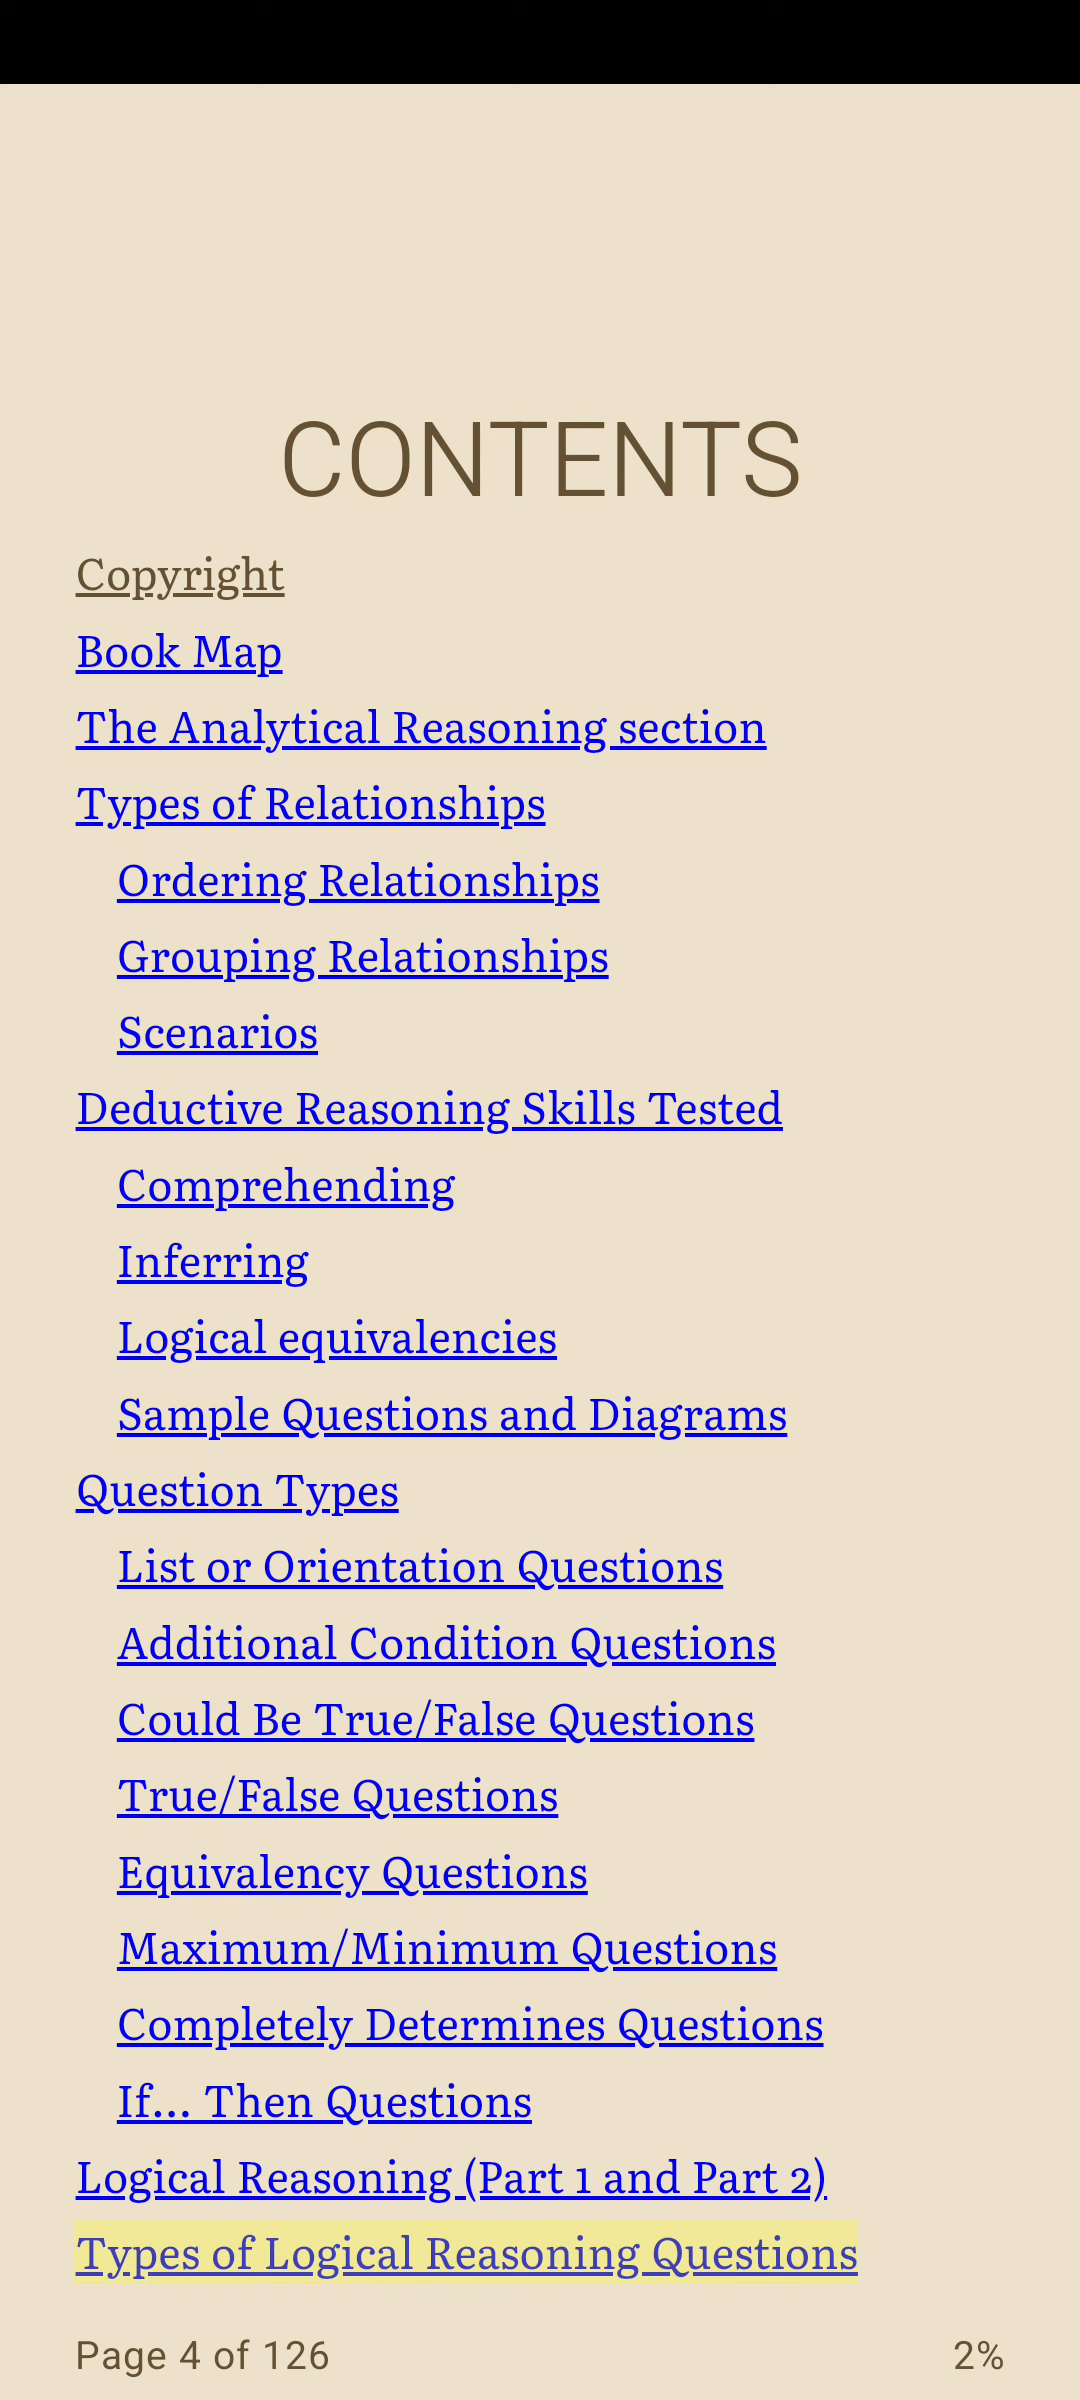 CONTENTS
Copyright
Book Map
The Analytical Reasoning section
Types of Relationships
Ordering Relationships
Grouping Relationships
Scenarios
Deductive Reasoning Skills Tested
Comprehending
Inferring
Logical equivalencies
Sample Questions and Diagrams
Question Types
List or Orientation Questions
Additional Condition Questions
Could Be True/False Questions
True/False Questions
Equivalency Questions
Maximum/Minimum Questions
Completely Determines Questions
If... Then Questions
Logical Reasoning (Part 1 and Part 2)
Types of Logical Reasoning Questions
Page 4 of 126 2%